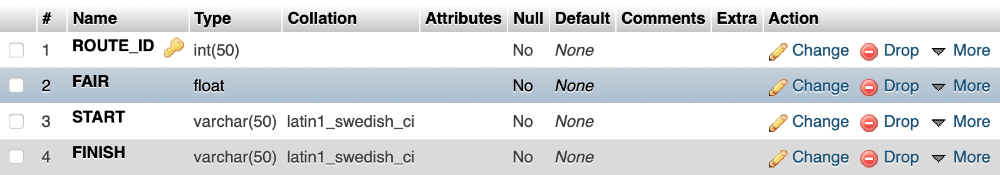 # Name Type Collation Attributes Null Default Comments Extra Action
1 ROUTE_ID int(50) No None Change Drop More
2 FAIR float No None Change Drop More
3 START varchar(50) latin1_swedish_ci No None Change Drop More
4 FINISH varchar(50) latin1_swedish_ci No None Change Drop More